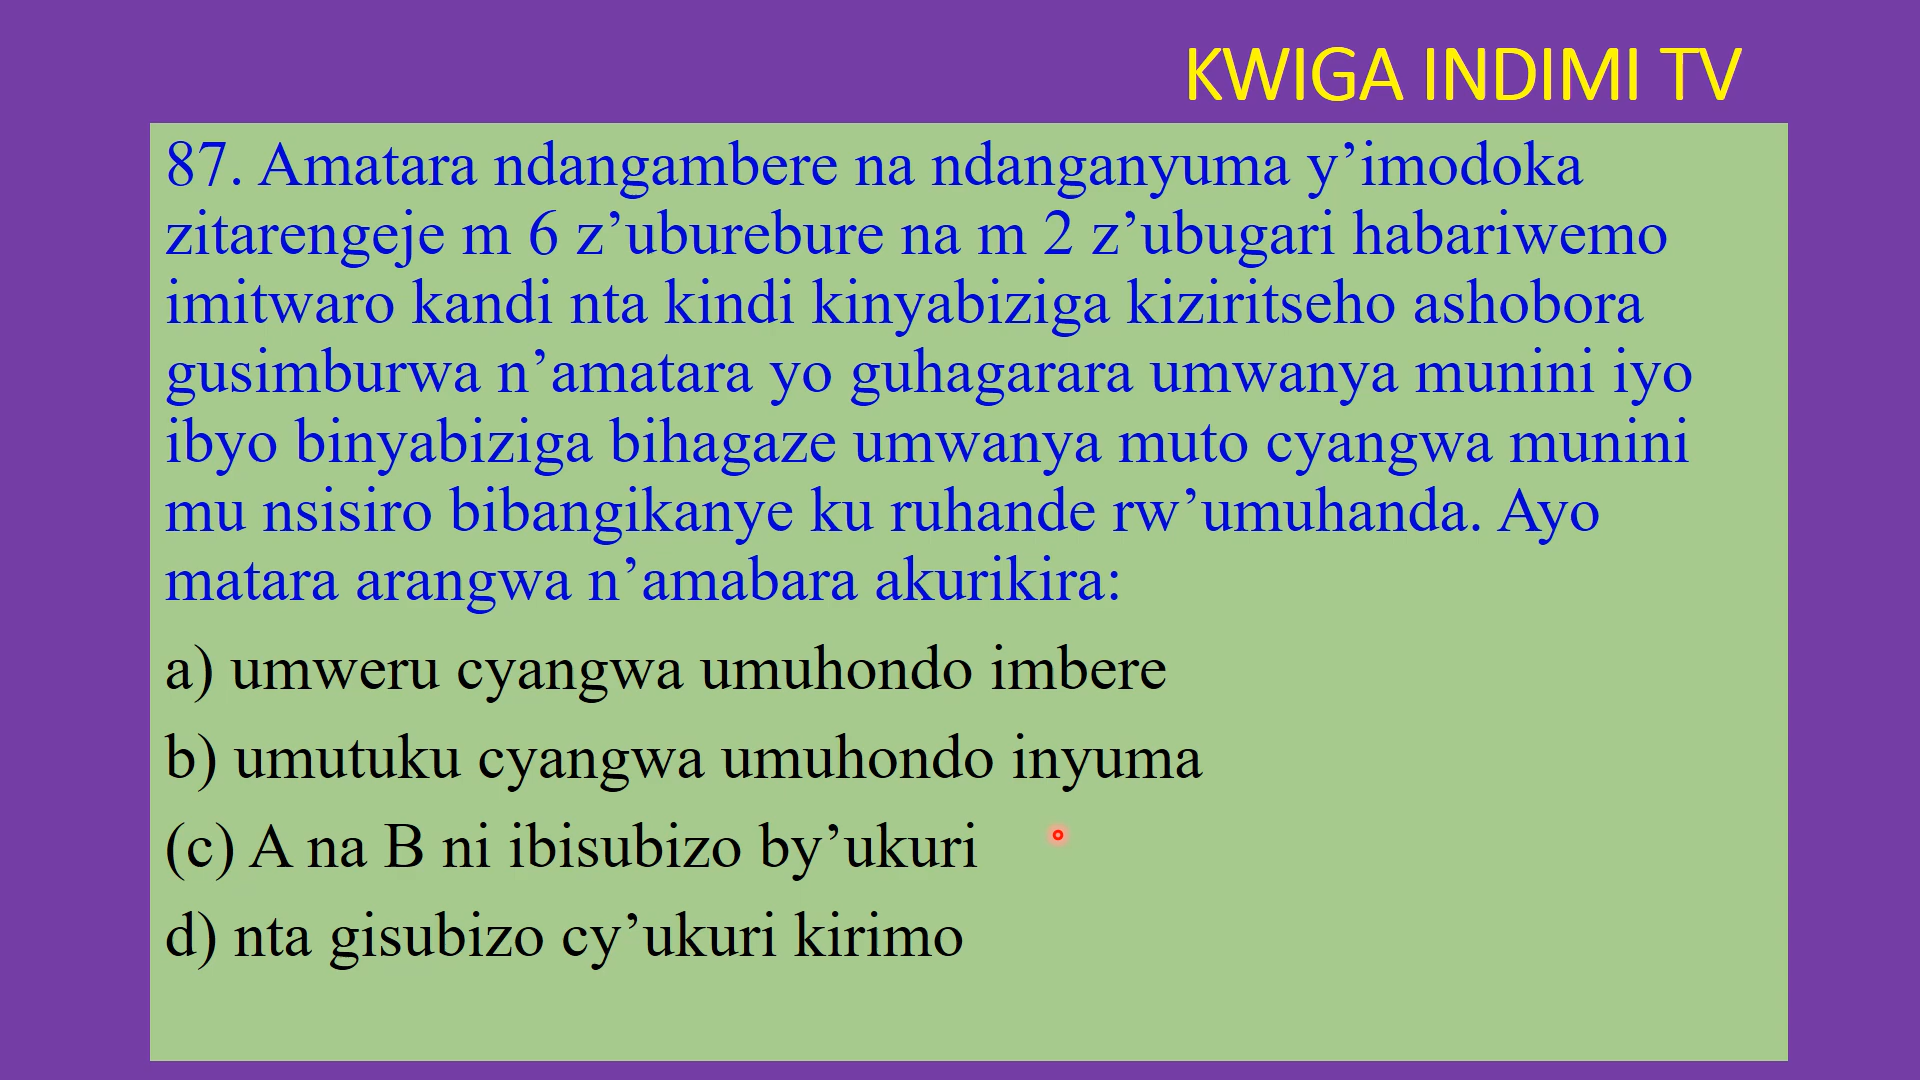 KWIGA INDIMI TV
87. Amatara ndangambere na ndanganyuma y’imodoka
zitarengeje m 6 z’uburebure na m 2 z’ubugari habariwemo
imitwaro kandi nta kindi kinyabiziga kiziritseho ashobora
gusimburwa n’amatara yo guhagarara umwanya munini iyo
ibyo binyabiziga bihagaze umwanya muto cyangwa munini
mu nsisiro bibangikanye ku ruhande rw’umuhanda. Ayo
matara arangwa n’amabara akurikira:
a) umweru cyangwa umuhondo imbere
b) umutuku cyangwa umuhondo inyuma
(c) A na B ni ibisubizo by’ukuri
d) nta gisubizo cy’ukuri kirimo